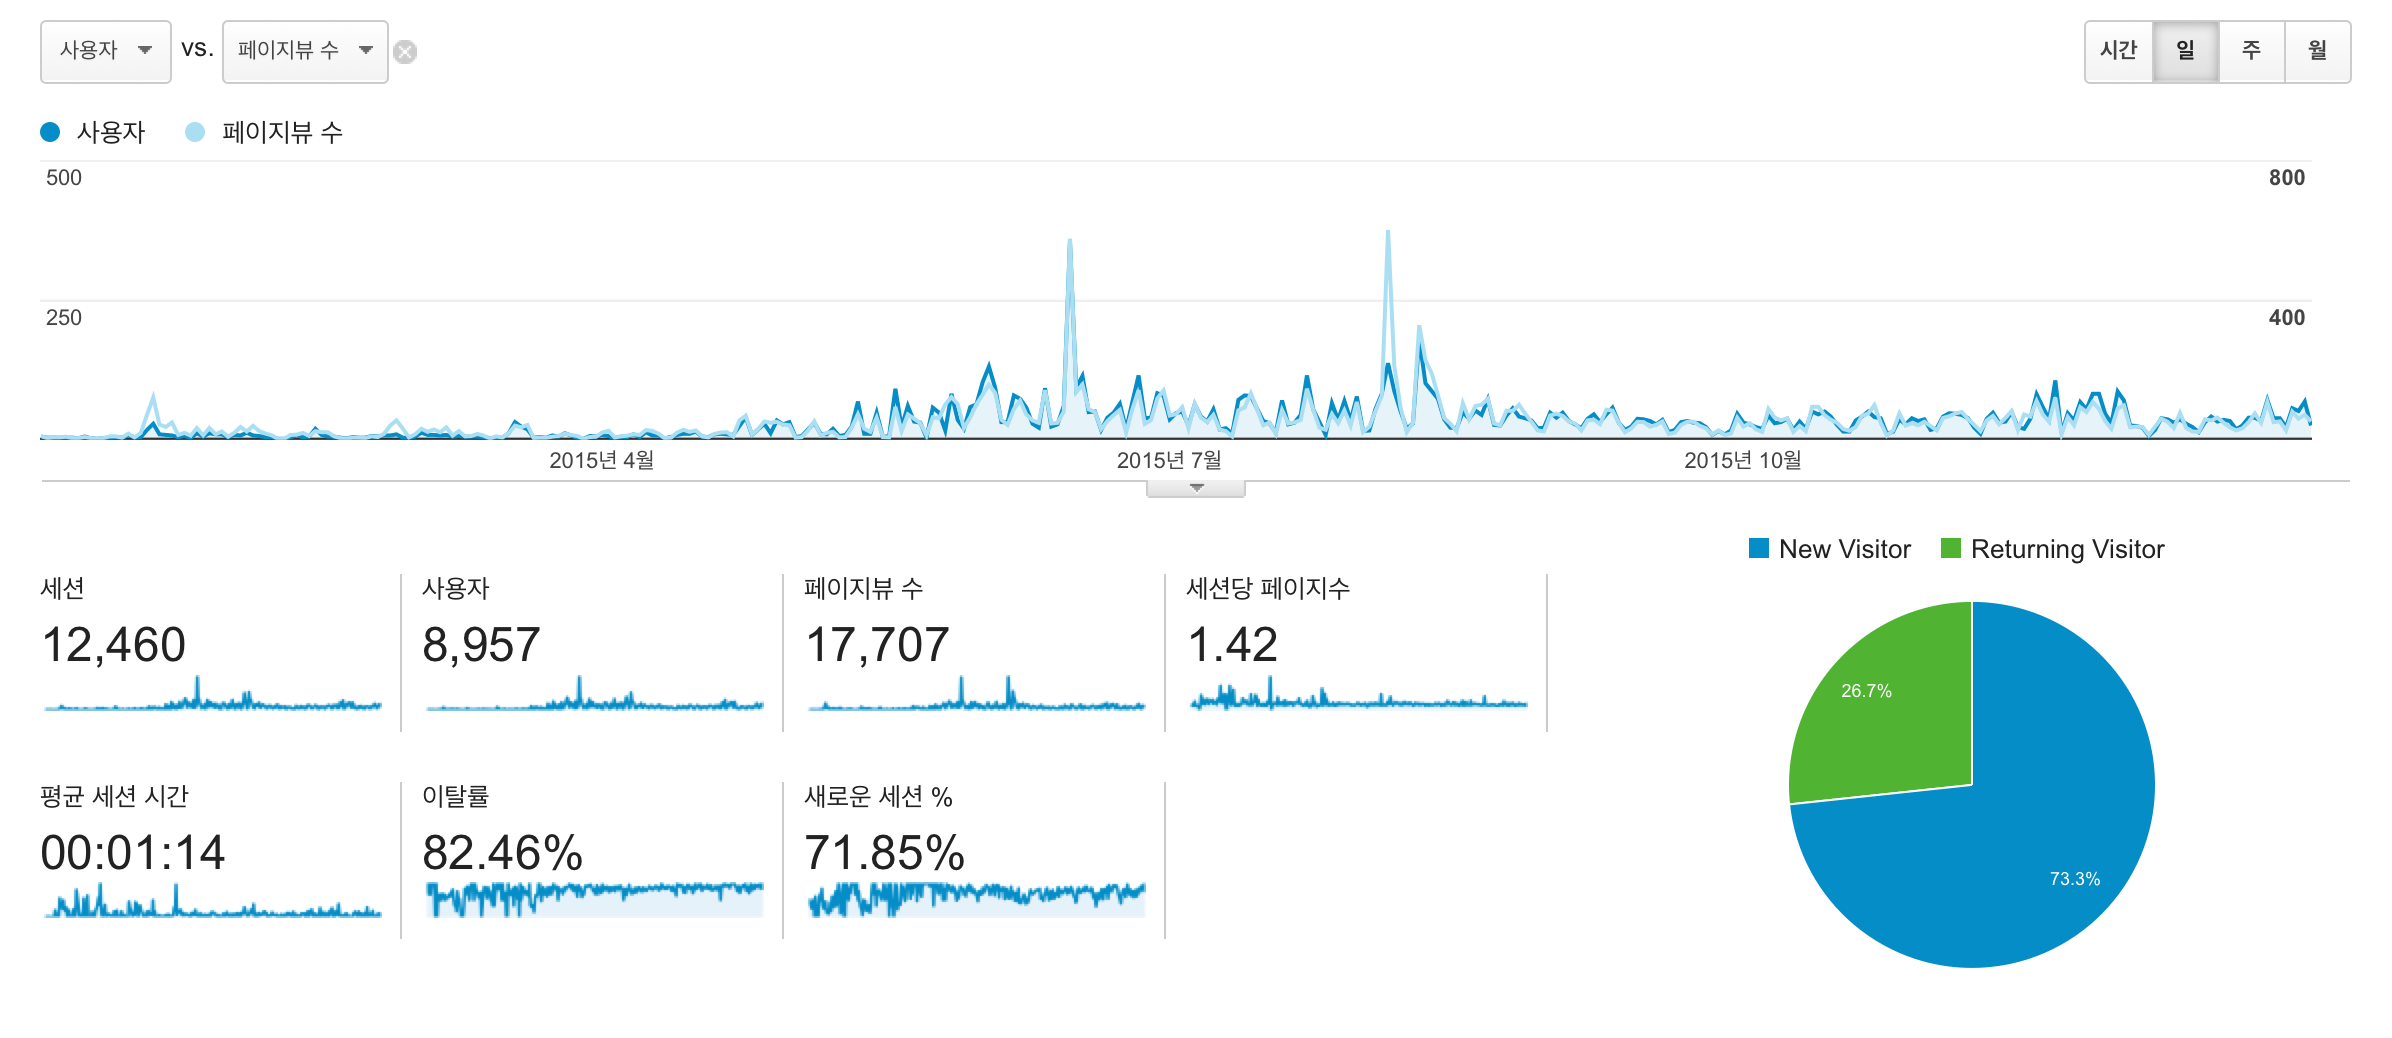 사용자 vs. 페이지뷰 수
시간 일 주 월
사용자 페이지뷰 수
500 800
250 400
2015년 4월 2015년 7월 2015년 10월
New Visitor Returning Visitor
세션 사용자 페이지뷰 수 세션당 페이지수
12,460 8,957 17,707 1.42
26.7%
평균 세션 시간 이탈률 새로운 세션 %
00:01:14 82.46% 71.85%
73.3%